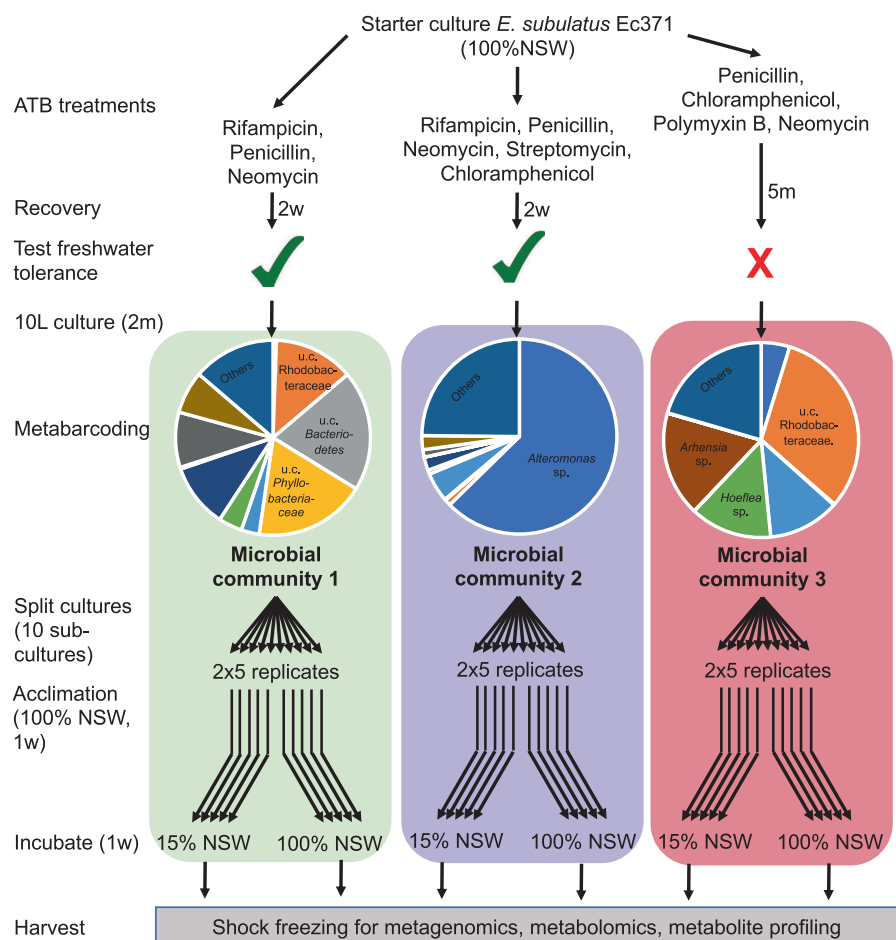 Starter culture E. subulatus Ec371
(100%NSW)
ATB treatments
Rifampicin,
Penicillin,
Neomycin
Rifampicin, Penicillin,
Neomycin, Streptomycin,
Chloramphenicol
Penicillin,
Chloramphenicol,
Polymyxin B, Neomycin
Recovery
2w
2w
5m
Test freshwater
tolerance
X
10L culture (2m)
Metabarcoding
Others
u.c.
Rhodobac-
teraceae
u.c.
Bacterio-
detes
u.c.
Phyllo-
bacteria-
ceae
Others
Alteromonas
sp.
Others
u.c.
Rhodobac-
teraceae.
Arhensia
sp.
Hoeflea
sp.
Microbial
community 1
Microbial
community 2
Microbial
community 3
Split cultures
(10 sub-
cultures)
2x5 replicates
2x5 replicates
2x5 replicates
Acclimation
(100% NSW,
1w)
Incubate (1w)
15% NSW
100% NSW
15% NSW
100% NSW
15% NSW
100% NSW
Harvest
Shock freezing for metagenomics, metabolomics, metabolite profiling